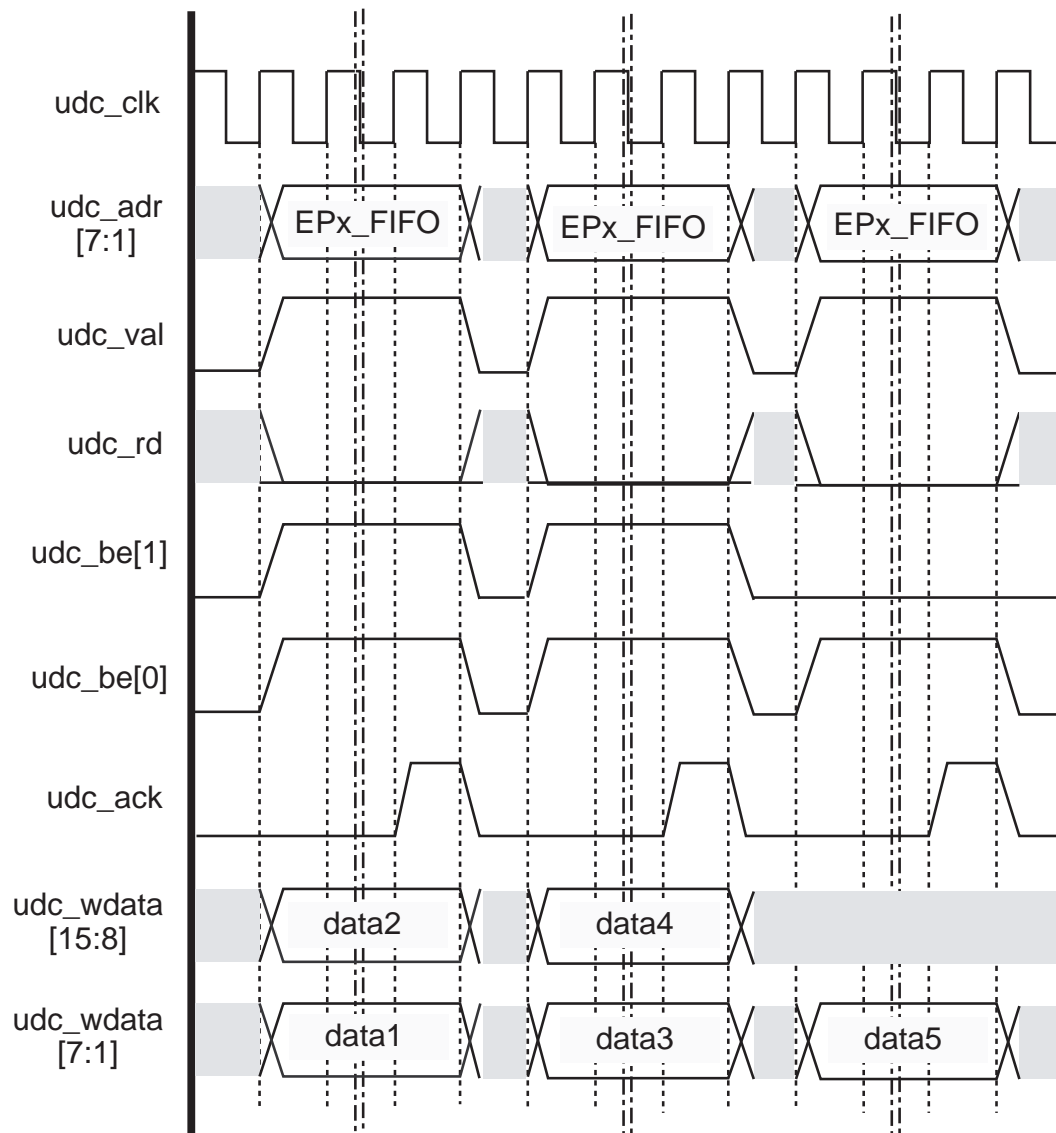 udc_clk
udc_adr
[7:1]
EPx_FIFO EPx_FIFO EPx_FIFO
udc_val
udc_rd
udc_be[1]
udc_be[0]
udc_ack
udc_wdata
[15:8]
data2 data4
udc_wdata
[7:1]
data1 data3 data5